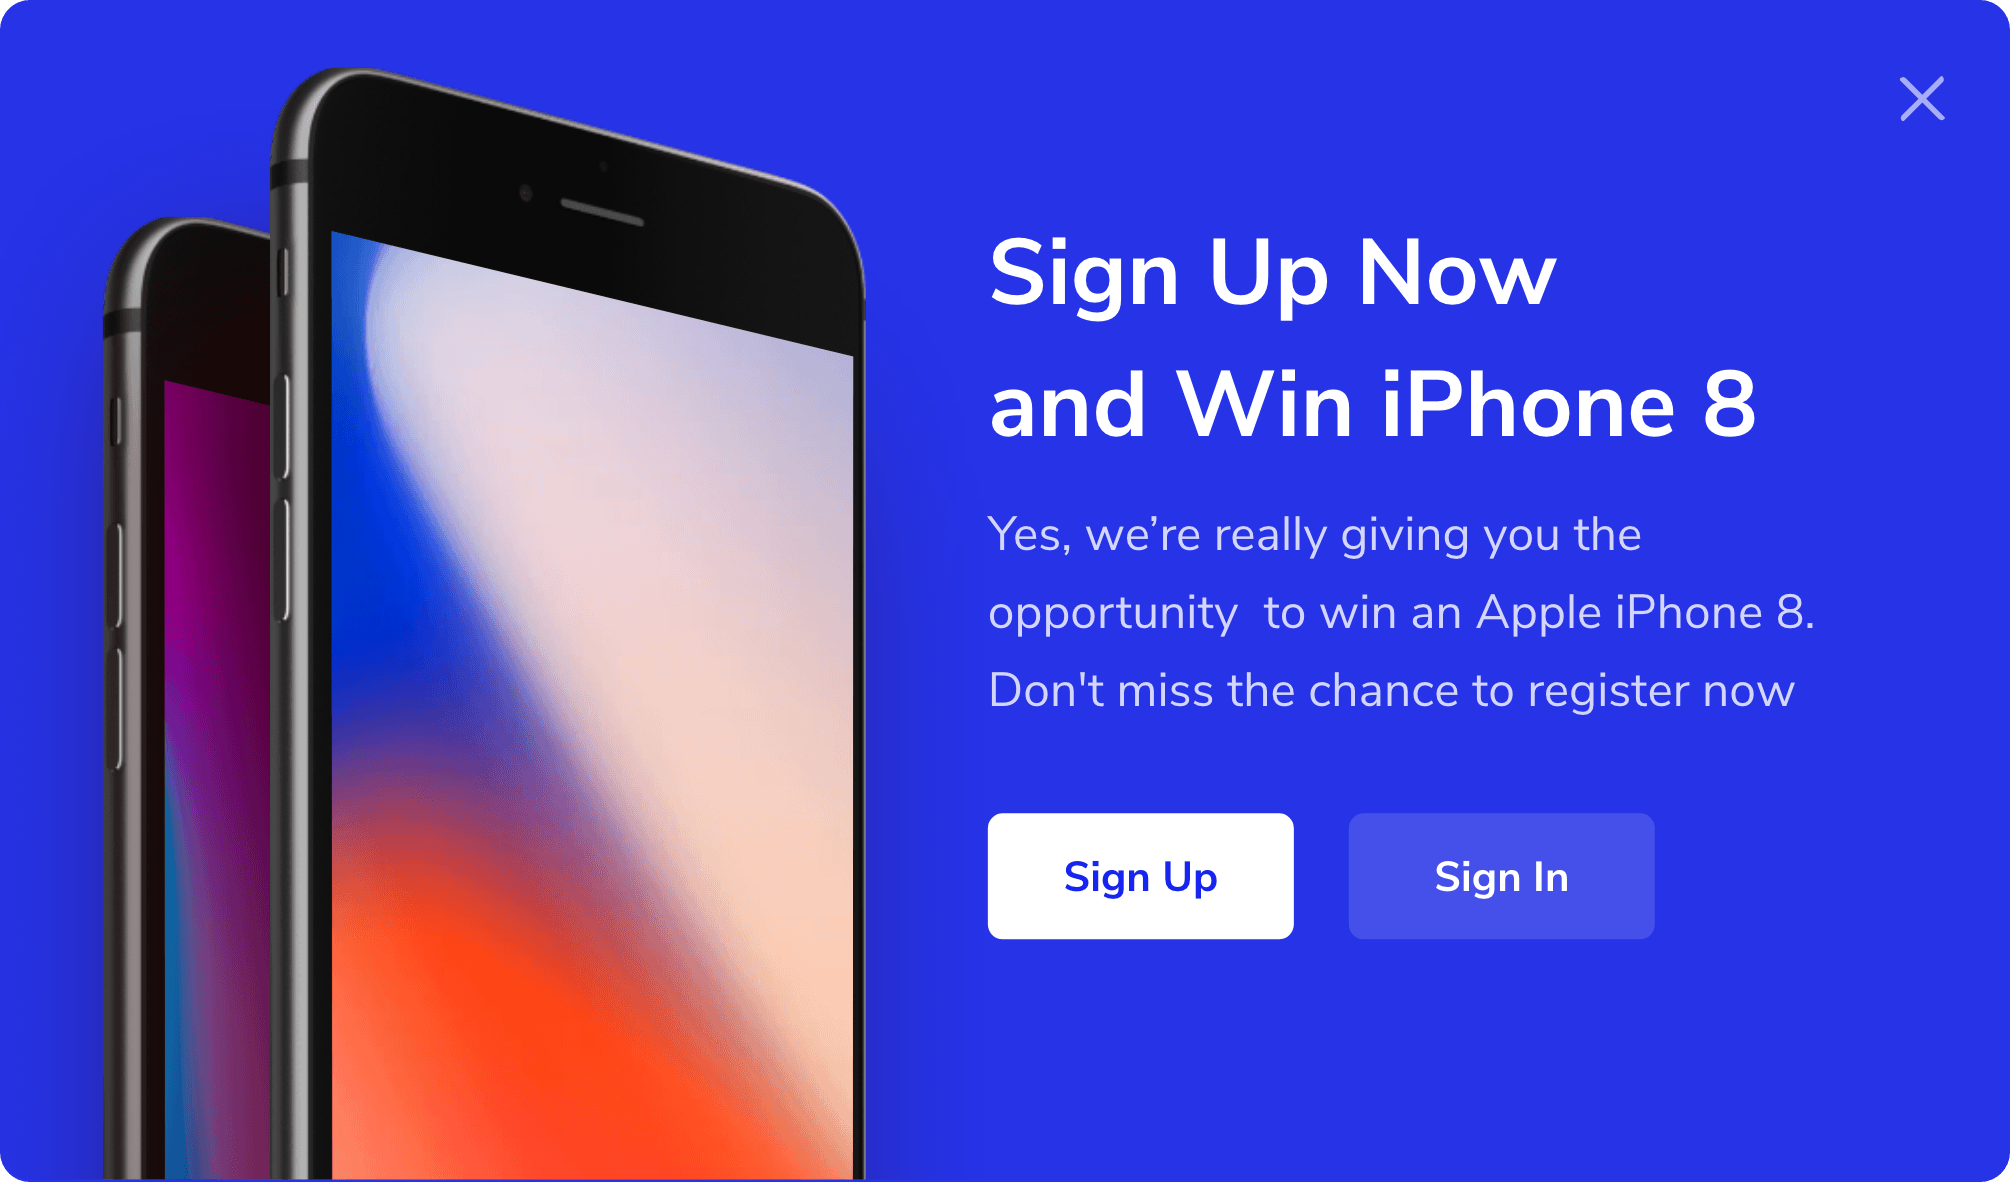 Sign Up Now
and Win iPhone 8
Yes, we’re really giving you the
opportunity  to win an Apple iPhone 8.
Don't miss the chance to register now
Sign Up
Sign In